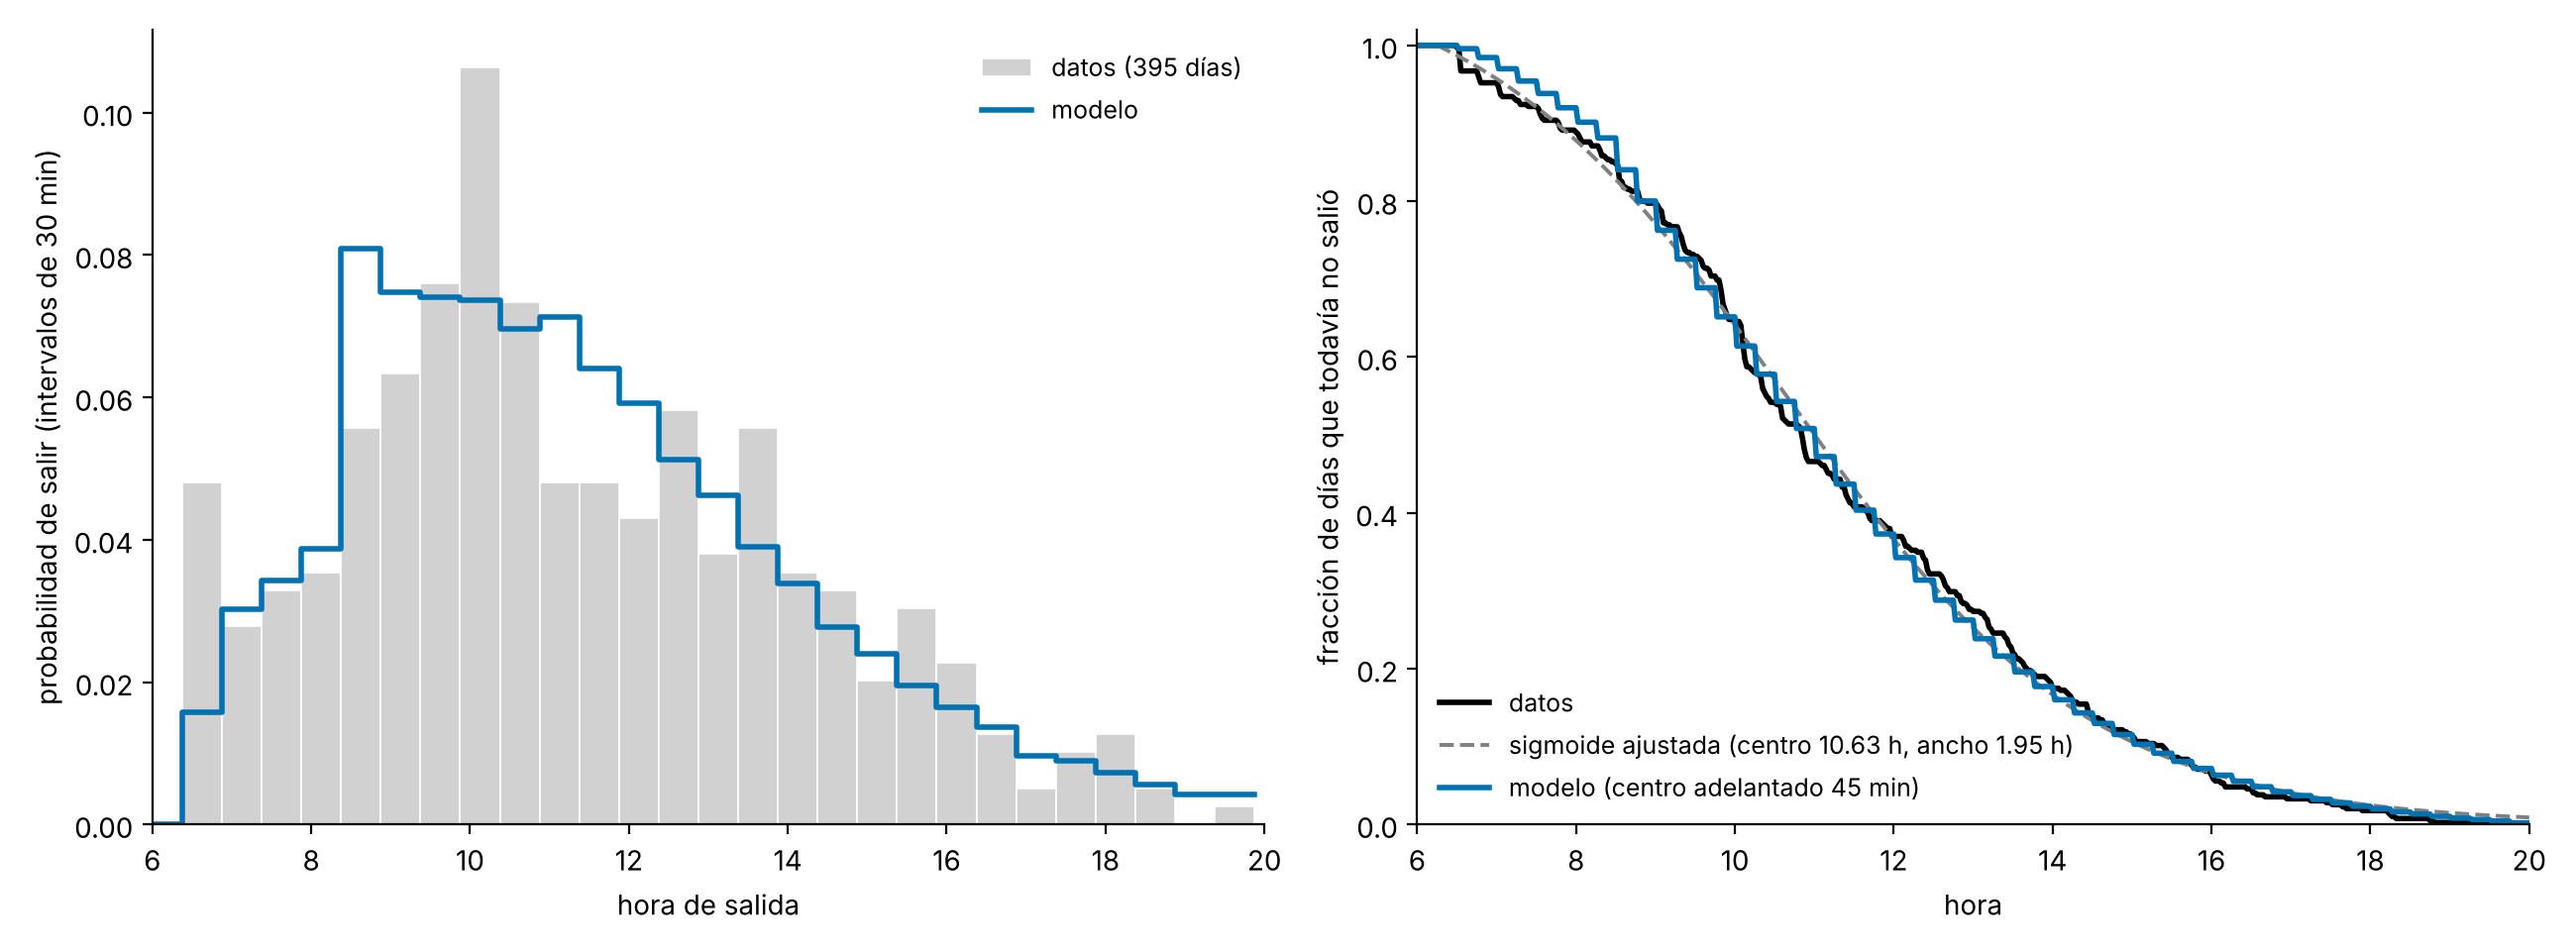 probabilidad de salir (intervalos de 30 min)
0.10
0.08
0.06
0.04
0.02
0.00
datos (395 días)
modelo
6 8 10 12 14 16 18 20
hora de salida
fracción de días que todavía no salió
1.0
0.8
0.6
0.4
0.2
0.0
datos
sigmoide ajustada (centro 10.63 h, ancho 1.95 h)
modelo (centro adelantado 45 min)
6 8 10 12 14 16 18 20
hora